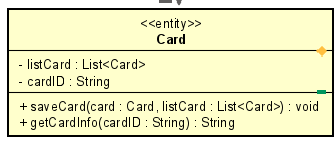 <<entity>>
Card
- listCard : List<Card>
- cardID : String
+ saveCard(card : Card, listCard : List<Card>) : void
+ getCardInfo(cardID : String) : String